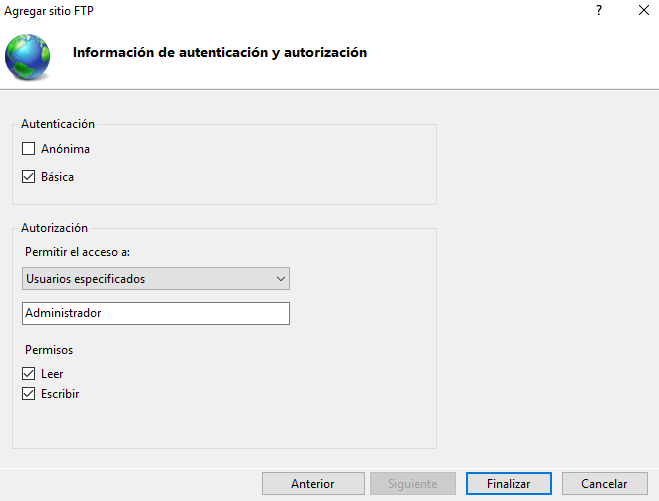 Agregar sitio FTP
?
Información de autenticación y autorización
Autenticación
Anónima
Básica
Autorización
Permitir el acceso a:
Usuarios especificados
Administrador
Permisos
Leer
Escribir
Anterior Siguiente Finalizar Cancelar